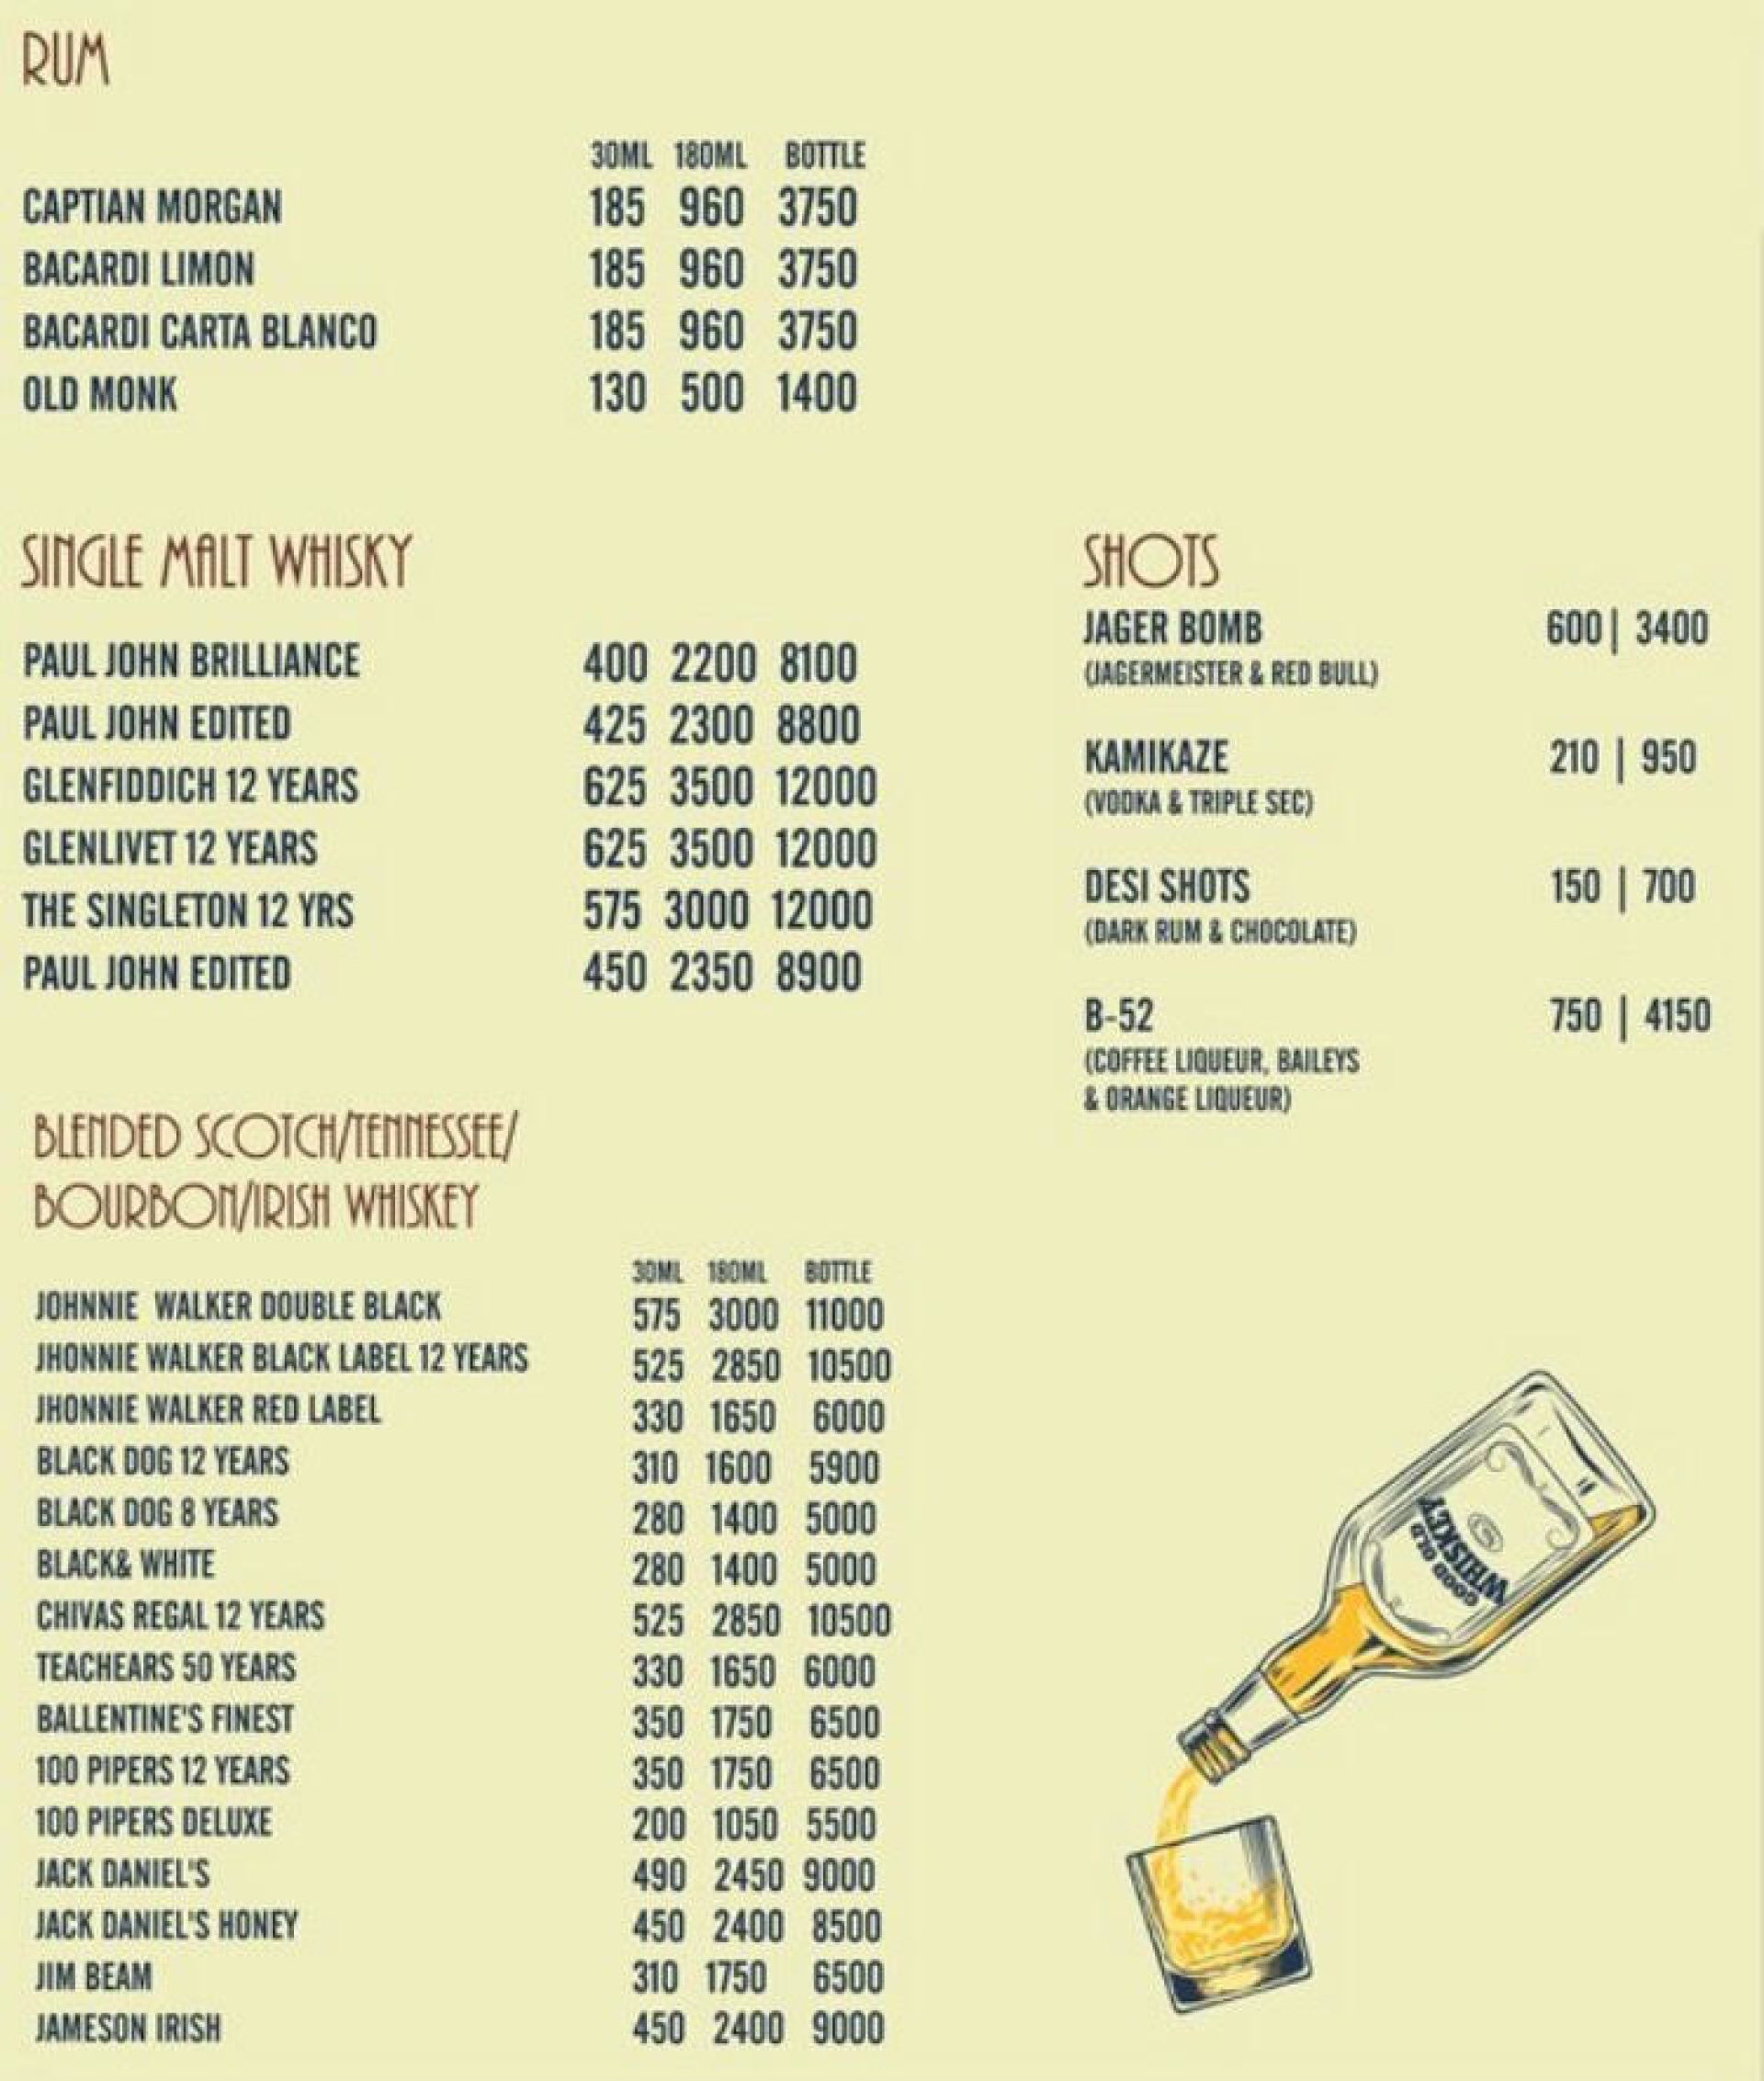 RUM
30ML 180ML BOTTLE
CAPTIAN MORGAN 185 960 3750
BACARDI LIMON 185 960 3750
BACARDI CARTA BLANCO 185 960 3750
OLD MONK 130 500 1400
SINGLE MALT WHISKY
PAUL JOHN BRILLIANCE 400 2200 8100
PAUL JOHN EDITED 425 2300 8800
GLENFIDDICH 12 YEARS 625 3500 12000
GLENLIVET 12 YEARS 625 3500 12000
THE SINGLETON 12 YRS 575 3000 12000
PAUL JOHN EDITED 450 2350 8900
SHOTS
JAGER BOMB 600| 3400
(JAGERMEISTER & RED BULL)
KAMIKAZE 210 | 950
(VODKA & TRIPLE SEC)
DESI SHOTS 150 | 700
(DARK RUM & CHOCOLATE)
B-52 750 | 4150
(COFFEE LIQUEUR, BAILEYS
& ORANGE LIQUEUR)
BLENDED SCOTCH/TENNESSEE/
BOURBON/IRISH WHISKEY
30ML 180ML BOTTLE
JOHNNIE WALKER DOUBLE BLACK 575 3000 11000
JHONNIE WALKER BLACK LABEL 12 YEARS 525 2850 10500
JHONNIE WALKER RED LABEL 330 1650 6000
BLACK DOG 12 YEARS 310 1600 5900
BLACK DOG 8 YEARS 280 1400 5000
BLACK& WHITE 280 1400 5000
CHIVAS REGAL 12 YEARS 525 2850 10500
TEACHEARS 50 YEARS 330 1650 6000
BALLENTINE'S FINEST 350 1750 6500
100 PIPERS 12 YEARS 350 1750 6500
100 PIPERS DELUXE 200 1050 5500
JACK DANIEL'S 490 2450 9000
JACK DANIEL'S HONEY 450 2400 8500
JIM BEAM 310 1750 6500
JAMESON IRISH 450 2400 9000
GOOD OLD
WHISKEY